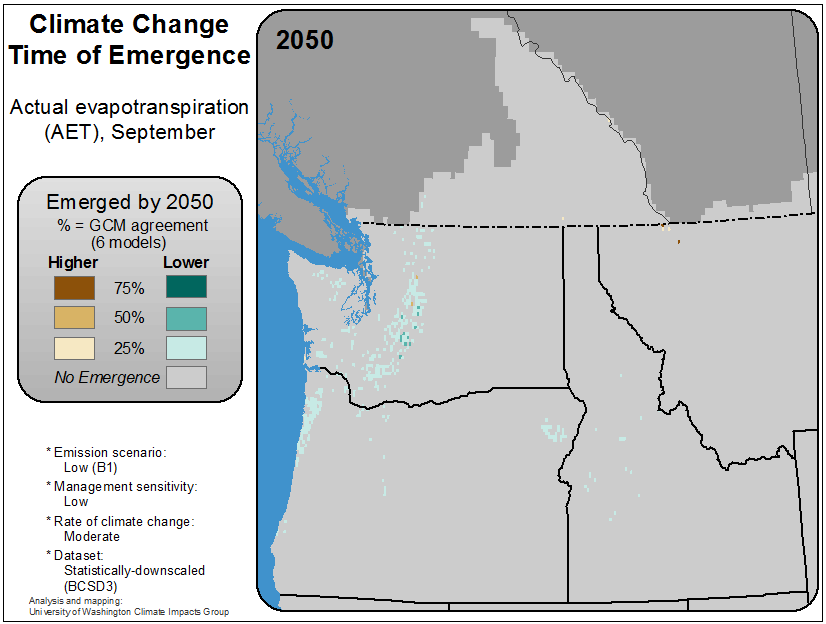 Climate Change
Time of Emergence
Actual evapotranspiration
(AET), September
2050
Emerged by 2050
% = GCM agreement
(6 models)
Higher Lower
75%
50%
25%
No Emergence
* Emission scenario:
Low (B1)
* Management sensitivity:
Low
* Rate of climate change:
Moderate
* Dataset:
Statistically-downscaled
(BCSD3)
Analysis and mapping:
University of Washington Climate Impacts Group